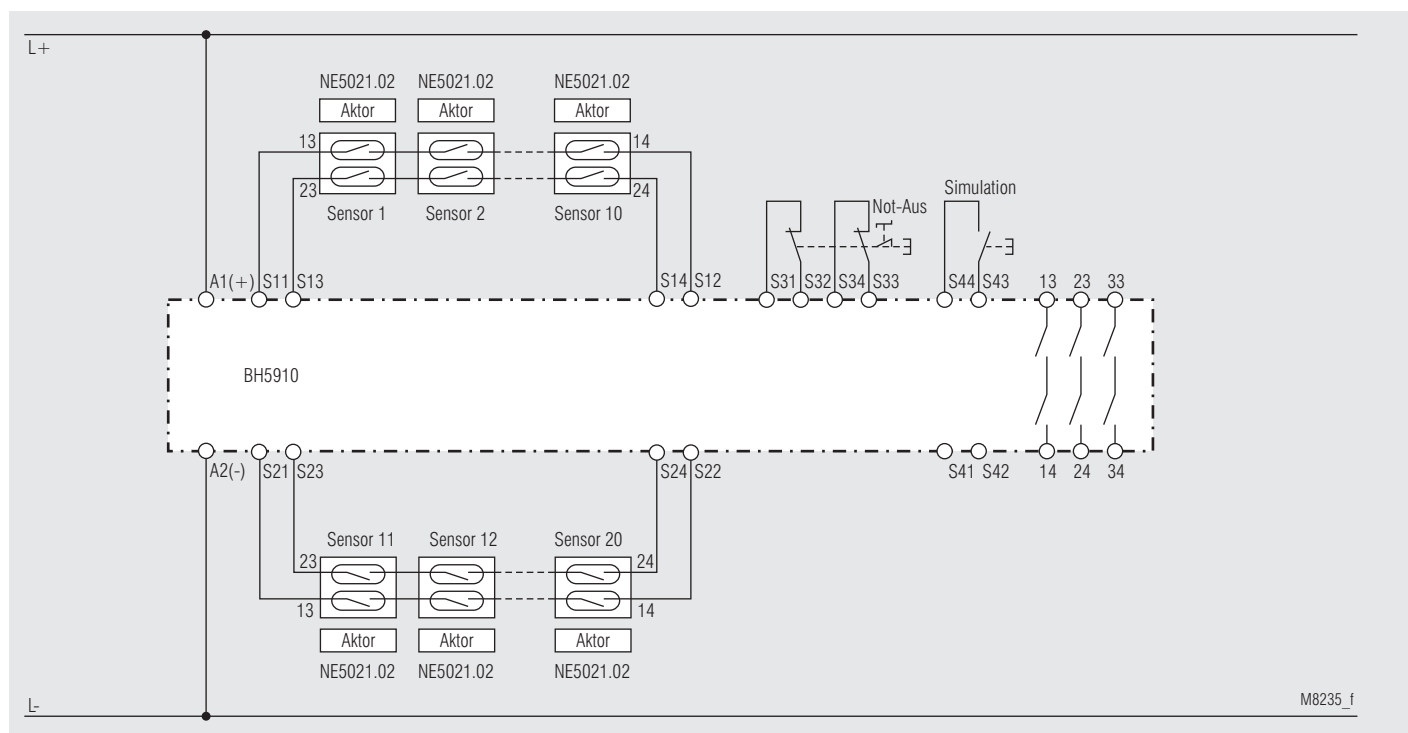 L+
NE5021.02 NE5021.02 NE5021.02
Aktor Aktor Aktor
13 14
23 24
Sensor 1 Sensor 2 Sensor 10
Simulation
Not-Aus
A1(+) S11 S13 S14 S12 S31 S32 S34 S33 S44 S43 13 23 33
BH5910
A2(-) S21 S23 S24 S22 S41 S42 14 24 34
Sensor 11 Sensor 12 Sensor 20
23 24
13 14
Aktor Aktor Aktor
NE5021.02 NE5021.02 NE5021.02
L-
M8235_f